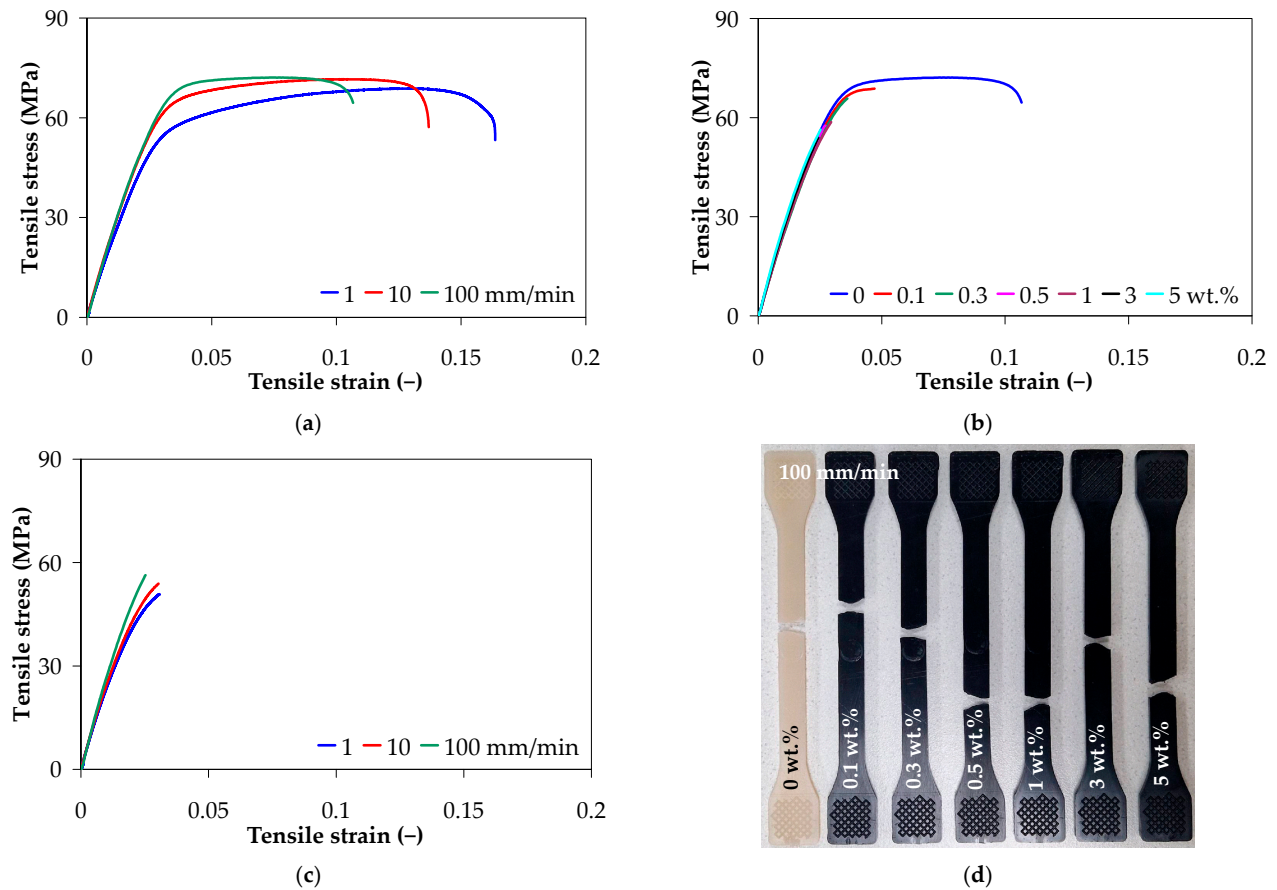 90
60
30
0
Tensile stress (MPa)
1 10 100 mm/min
0 0.05 0.1 0.15 0.2
Tensile strain (–)
(a)
90
60
30
0
Tensile stress (MPa)
0 0.1 0.3 0.5 1 3 5 wt.%
0 0.05 0.1 0.15 0.2
Tensile strain (–)
(b)
90
60
30
0
Tensile stress (MPa)
1 10 100 mm/min
0 0.05 0.1 0.15 0.2
Tensile strain (–)
(c)
100 mm/min
0 wt.%
0.1 wt.%
0.3 wt.%
0.5 wt.%
1 wt.%
3 wt.%
5 wt.%
(d)